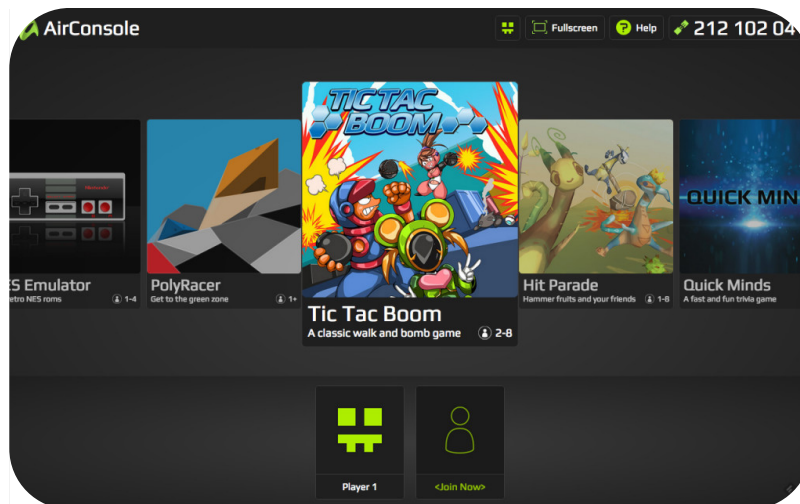 AirConsole
Fullscreen
Help
212 102 04
TIC TAC
BOOM
Nintendo
QUICK MIN
ES Emulator
etro NES roms
1-4
PolyRacer
Get to the green zone
1+
Tic Tac Boom
A classic walk and bomb game
2-8
Hit Parade
Hammer fruits and your friends
1-6
Quick Minds
A fast and fun trivia game
Player 1
<Join Now>